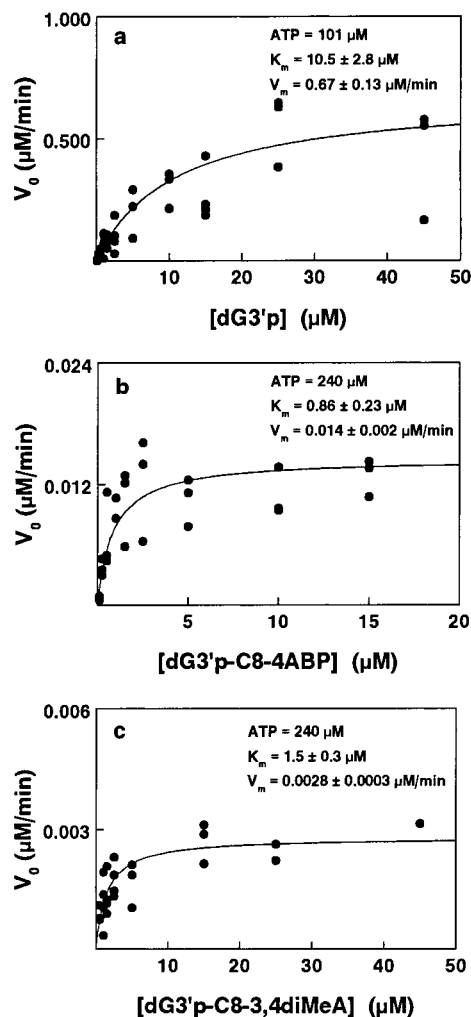 a
ATP = 101 µM
K_m = 10.5 ± 2.8 µM
V_m = 0.67 ± 0.13 µM/min
1.000
0.500
V_0 (µM/min)
10 20 30 40 50
[dG3'p] (µM)
b
ATP = 240 µM
K_m = 0.86 ± 0.23 µM
V_m = 0.014 ± 0.002 µM/min
0.024
0.012
V_0 (µM/min)
5 10 15 20
[dG3'p-C8-4ABP] (µM)
c
ATP = 240 µM
K_m = 1.5 ± 0.3 µM
V_m = 0.0028 ± 0.0003 µM/min
0.006
0.003
V_0 (µM/min)
10 20 30 40 50
[dG3'p-C8-3,4diMeA] (µM)